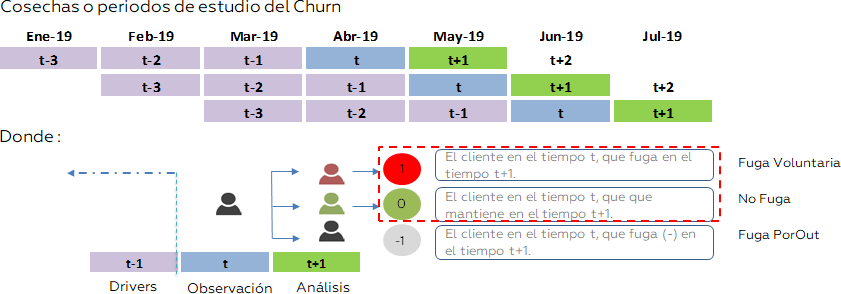 Cosechas o periodos de estudio del Churn
Ene-19 Feb-19 Mar-19 Abr-19 May-19 Jun-19 Jul-19
t-3 t-2 t-1 t t+1 t+2
t-3 t-2 t-1 t t+1 t+2
t-3 t-2 t-1 t t+1
Donde :
1
El cliente en el tiempo t, que fuga en el
tiempo t+1.
Fuga Voluntaria
0
El cliente en el tiempo t, que que
mantiene en el tiempo t+1.
No Fuga
-1
El cliente en el tiempo t, que fuga (-) en
el tiempo t+1.
Fuga PorOut
t-1 t t+1
Drivers Observación Análisis